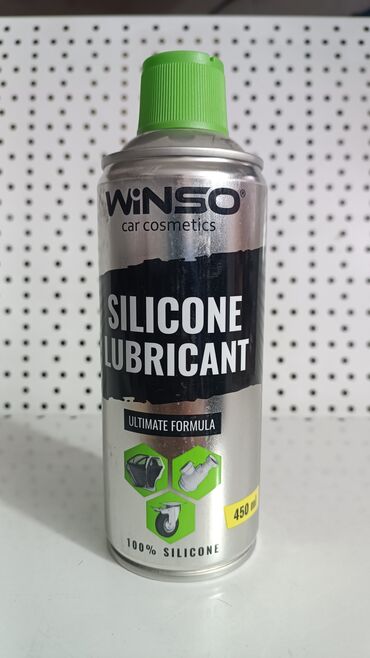 WiNSO®
car cosmetics
SILICONE
LUBRICANT
ULTIMATE FORMULA
450 ml
100% SILICONE